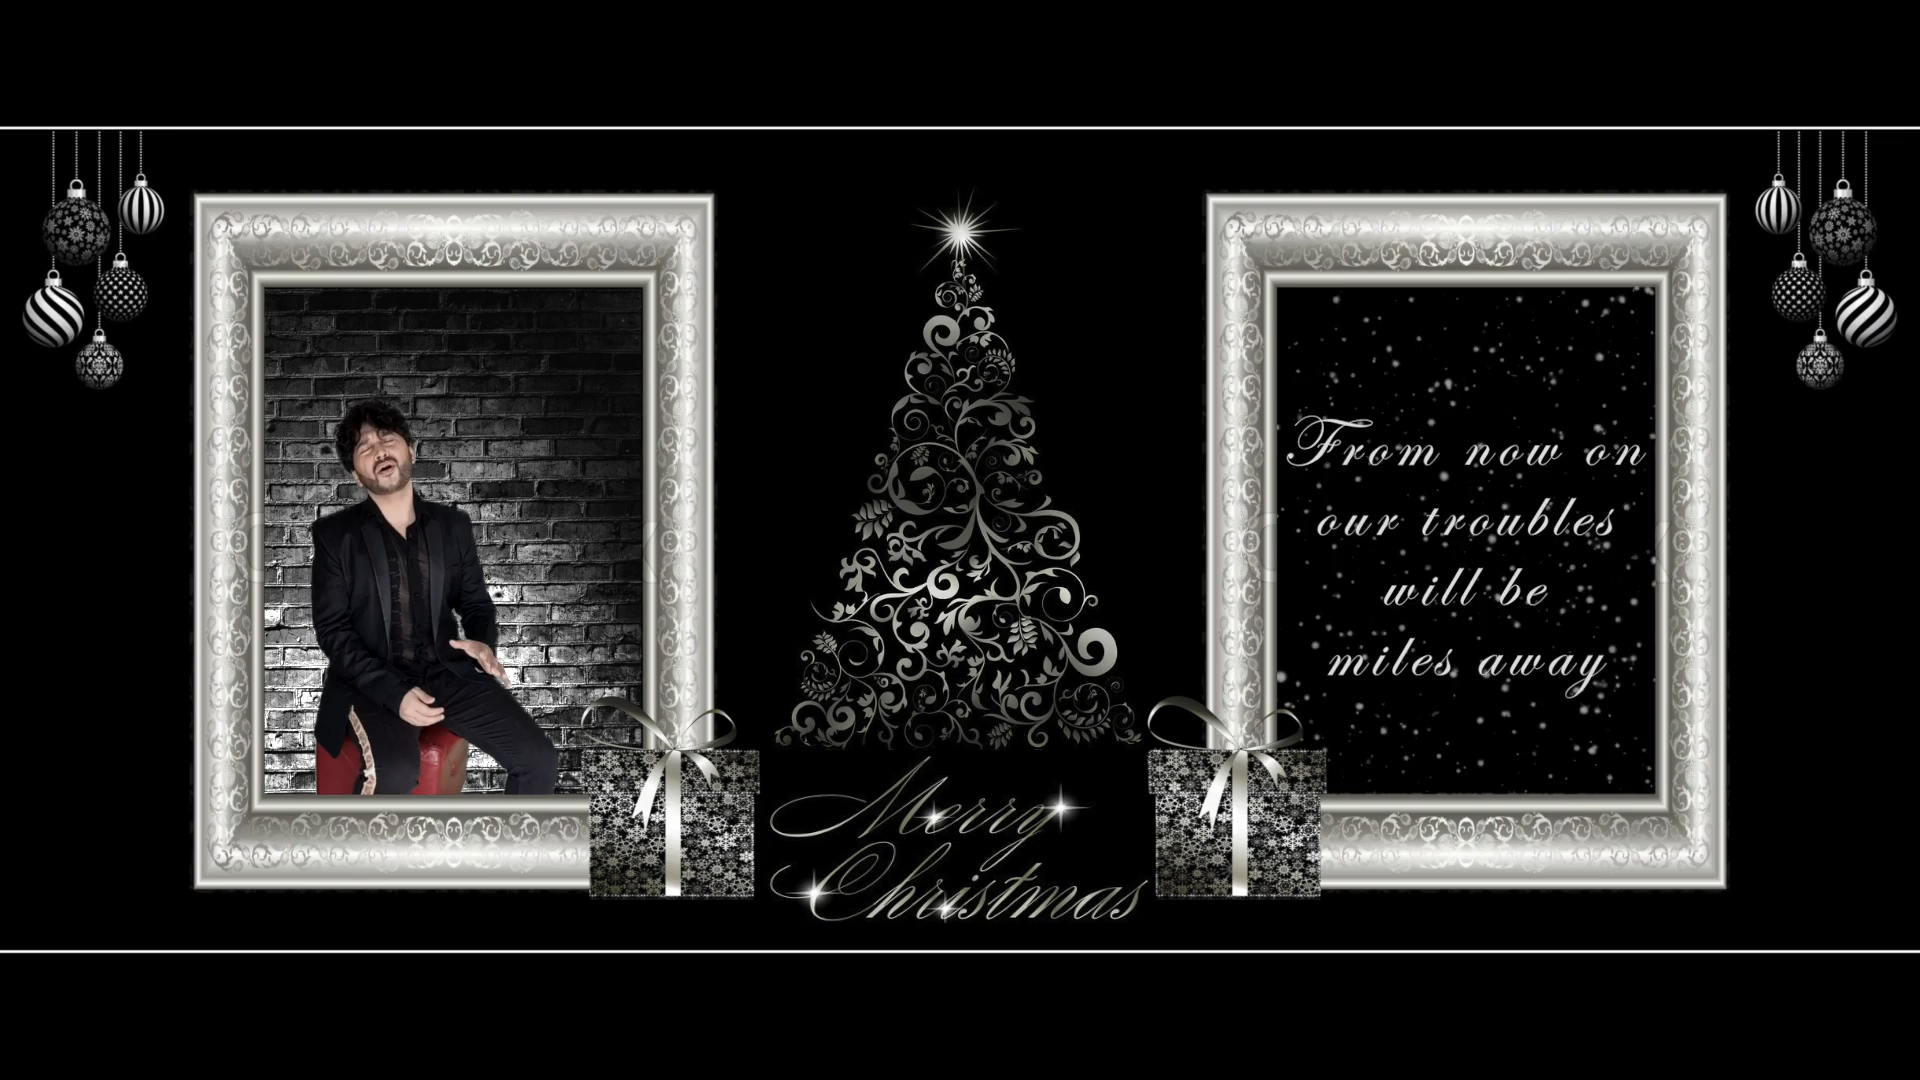 From now on
our troubles
will be
miles away
Merry
Christmas